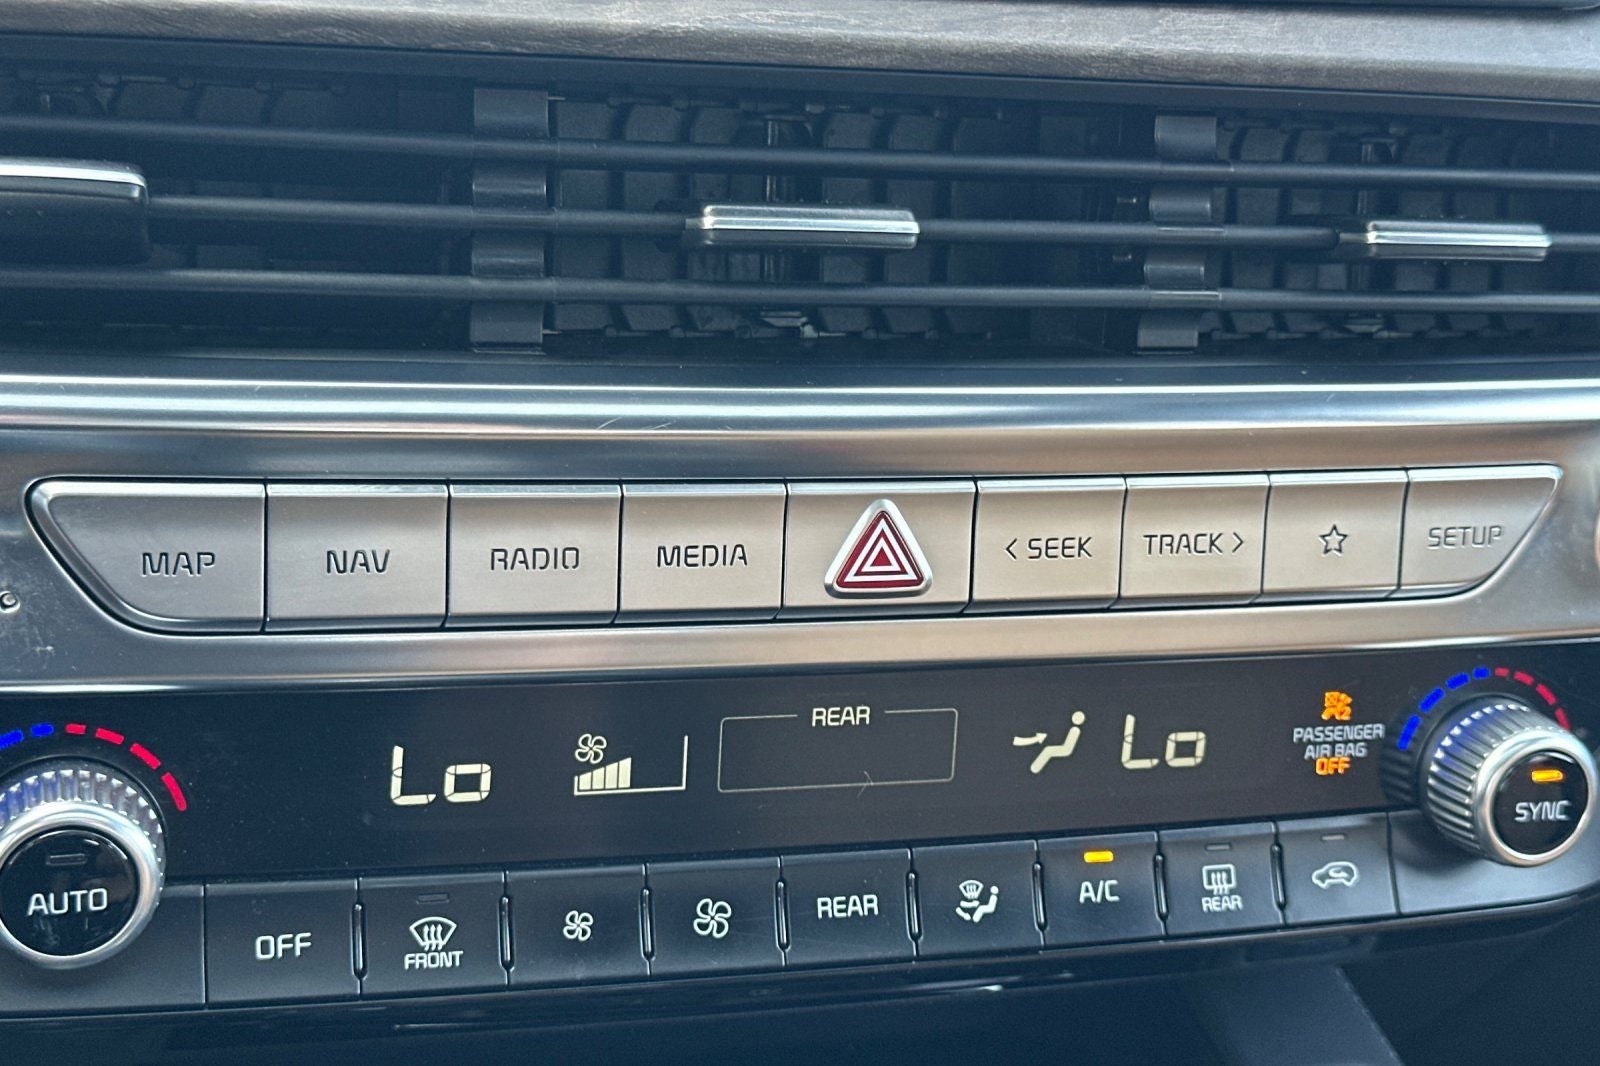 MAP
NAV
RADIO
MEDIA
< SEEK
TRACK >
SETUP
Lo
REAR
Lo
PASSENGER
AIR BAG
OFF
SYNC
AUTO
OFF
FRONT
REAR
A/C
REAR